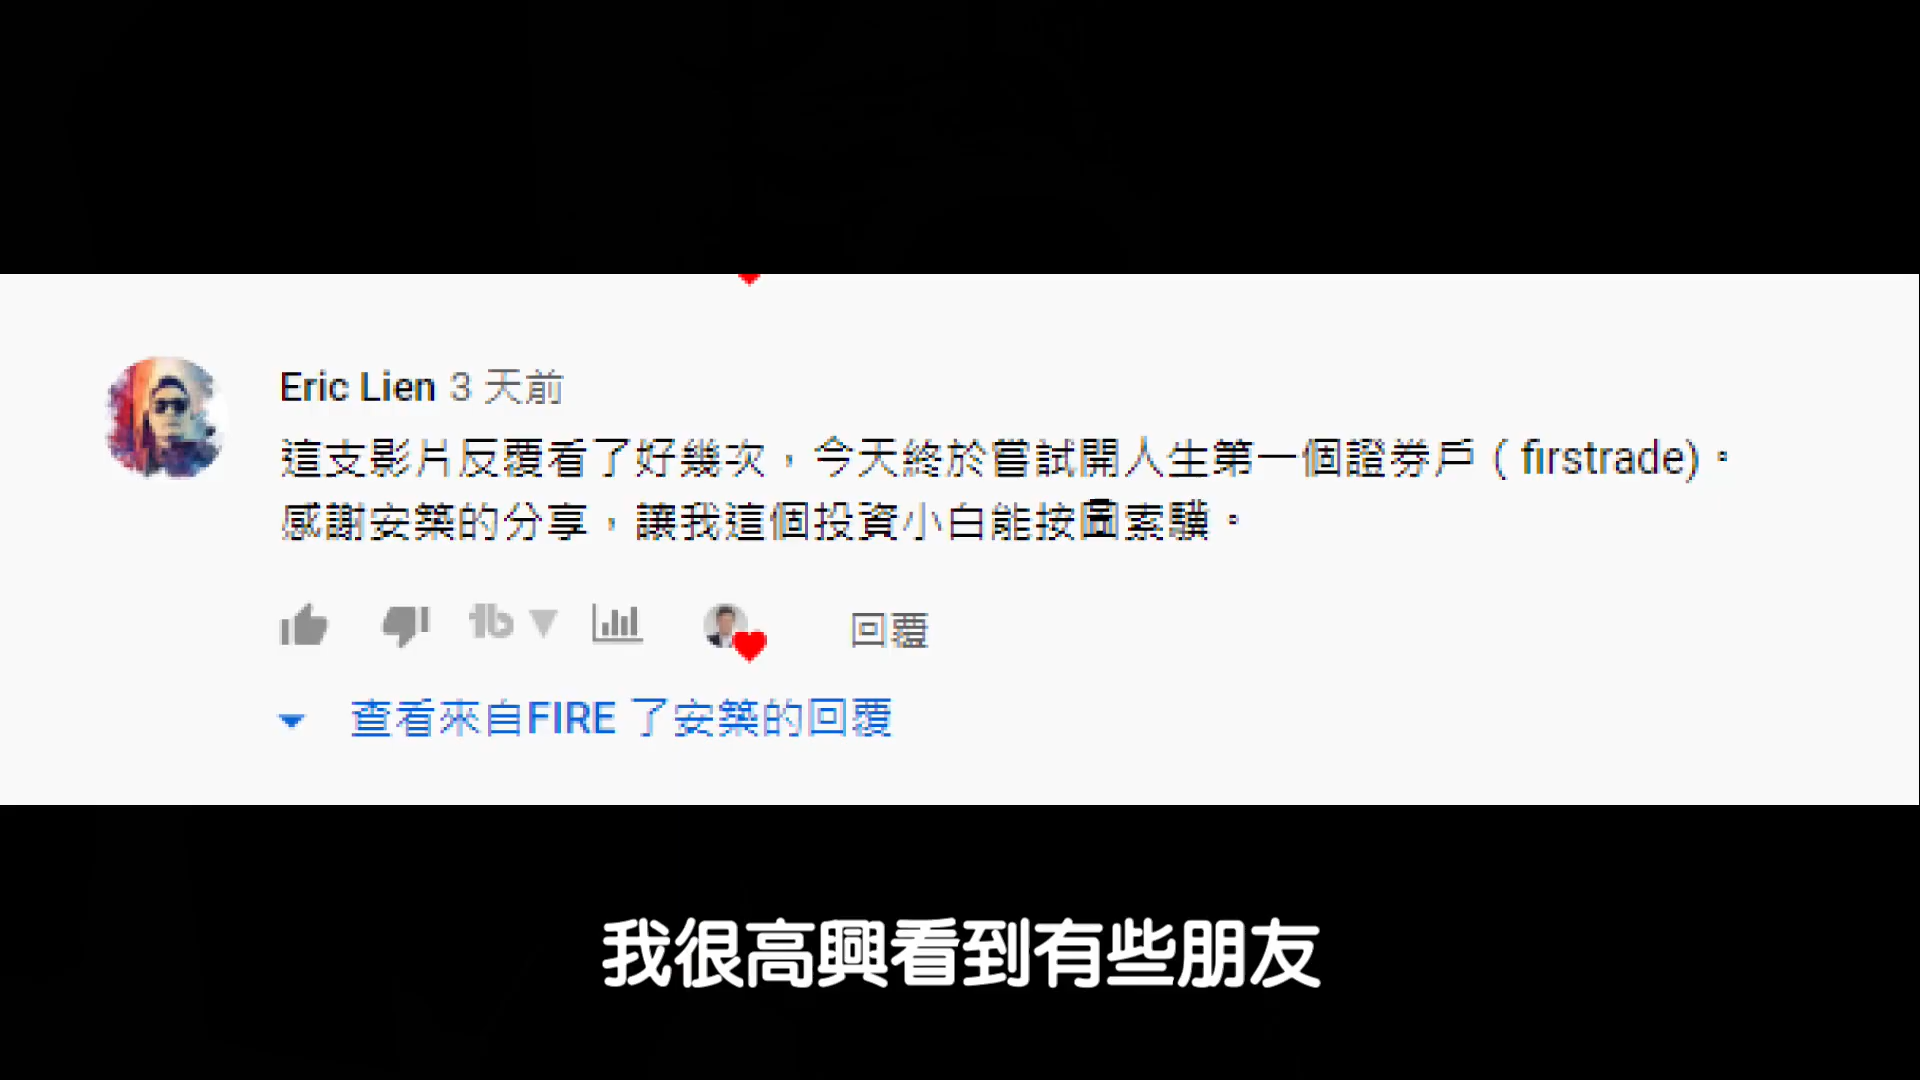 Eric Lien 3 天前
這支影片反覆看了好幾次，今天終於嘗試開人生第一個證券戶 ( firstrade)。
感謝安築的分享，讓我這個投資小白能按圖索驥。
回覆
查看來自FIRE 了安築的回覆
我很高興看到有些朋友